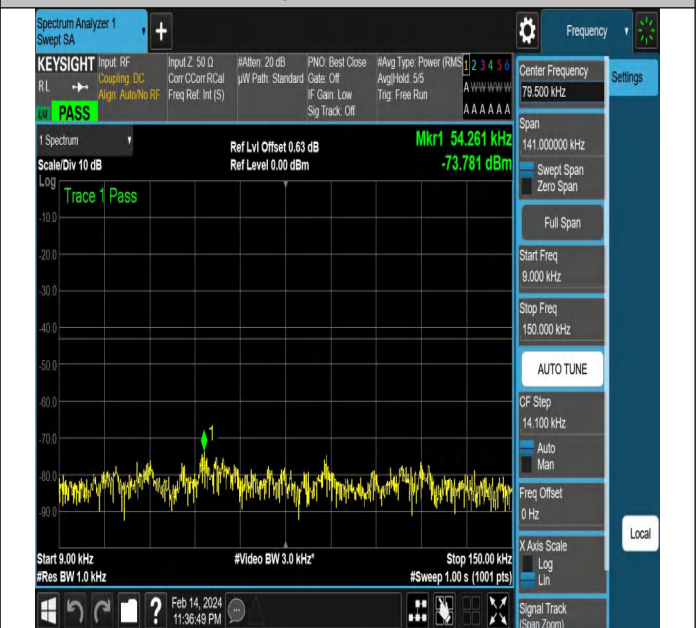 Spectrum Analyzer 1
Swept SA
Frequency
KEYSIGHT
RL
PASS
Input: RF
Coupling: DC
Align: Auto/No RF
Input Z: 50 Ω
Corr CCorr RCal
Freq Ref: Int (S)
#Atten: 20 dB
µW Path: Standard
PNO: Best Close
Gate: Off
IF Gain: Low
Sig Track: Off
#Avg Type: Power (RMS
Avg|Hold: 5/5
Trig: Free Run
1 2 3 4 5 6
A W W W W W
A A A A A A
1 Spectrum
Scale/Div 10 dB
Ref Lvl Offset 0.63 dB
Ref Level 0.00 dBm
Mkr1 54.261 kHz
-73.781 dBm
Log
Trace 1 Pass
-10.0
-20.0
-30.0
-40.0
-50.0
-60.0
-70.0
-80.0
-90.0
1
Start 9.00 kHz
#Res BW 1.0 kHz
#Video BW 3.0 kHz*
Stop 150.00 kHz
#Sweep 1.00 s (1001 pts)
Feb 14, 2024
11:36:49 PM
Center Frequency
79.500 kHz
Settings
Span
141.000000 kHz
Swept Span
Zero Span
Full Span
Start Freq
9.000 kHz
Stop Freq
150.000 kHz
AUTO TUNE
CF Step
14.100 kHz
Auto
Man
Freq Offset
0 Hz
Local
X Axis Scale
Log
Lin
Signal Track
(Span Zoom)